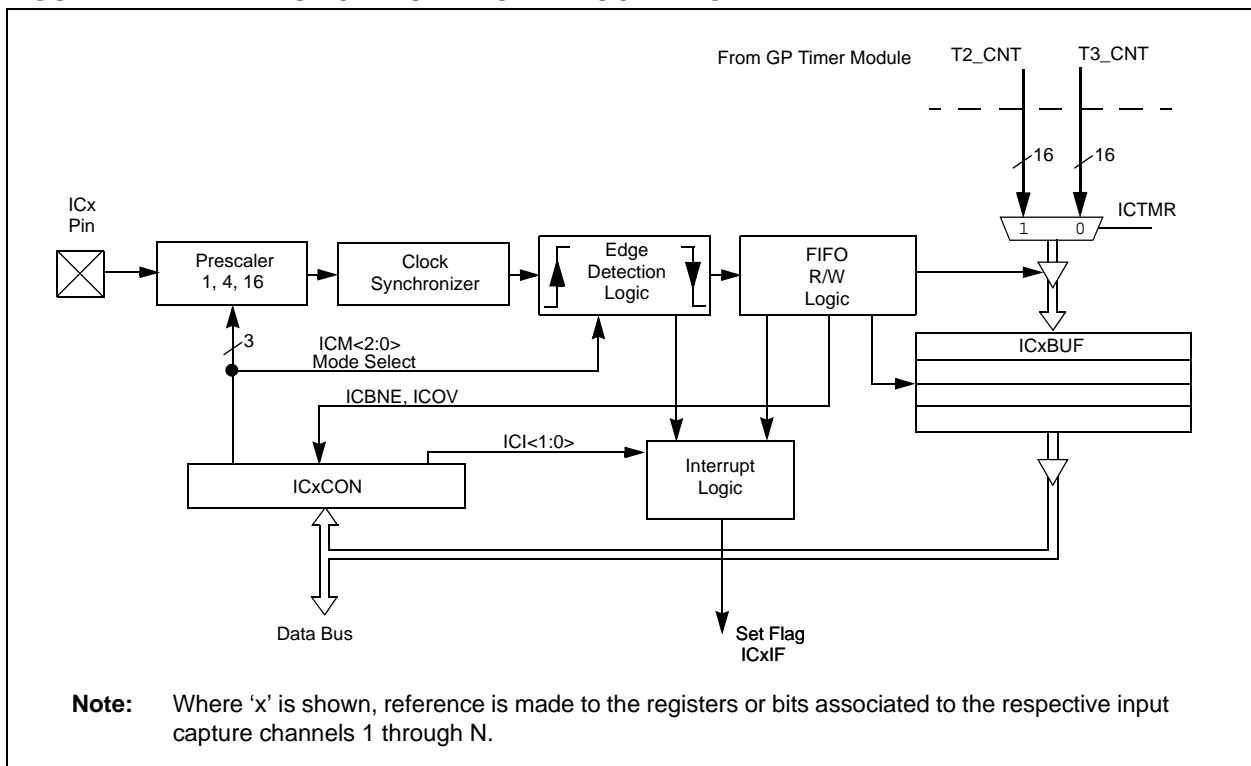 From GP Timer Module
T2_CNT
T3_CNT
16
16
ICx
Pin
ICTMR
1
0
Prescaler
1, 4, 16
Clock
Synchronizer
Edge
Detection
Logic
FIFO
R/W
Logic
3
ICM<2:0>
Mode Select
ICxBUF
ICBNE, ICOV
ICI<1:0>
Interrupt
Logic
ICxCON
Data Bus
Set Flag
ICxIF
Note: Where ‘x’ is shown, reference is made to the registers or bits associated to the respective input
capture channels 1 through N.